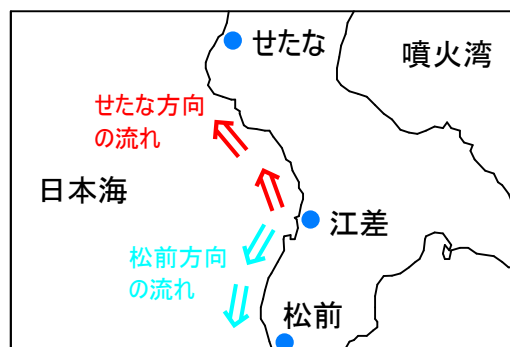 せたな
噴火湾
せたな方向
の流れ
日本海
江差
松前方向
の流れ
松前